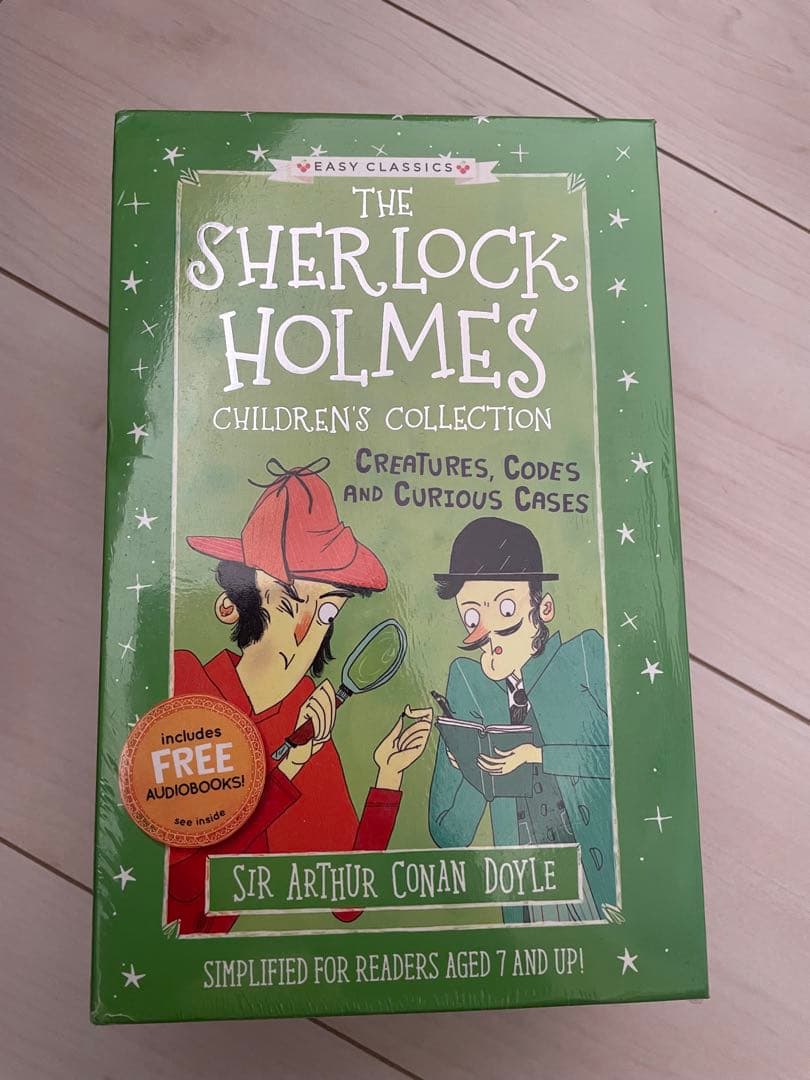 EASY CLASSICS
THE
SHERLOCK
HOLMES
CHILDREN'S COLLECTION
CREATURES, CODES
AND CURIOUS CASES
includes
FREE
AUDIOBOOKS!
see inside
SIR ARTHUR CONAN DOYLE
SIMPLIFIED FOR READERS AGED 7 AND UP!